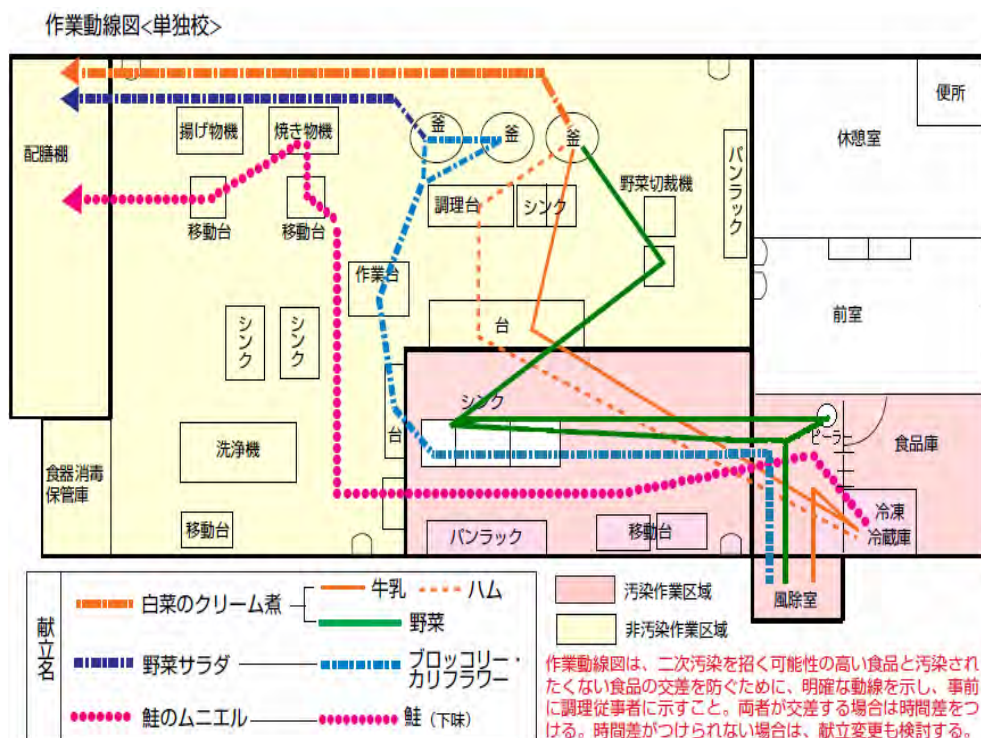 作業動線図<単独校>
配膳棚
揚げ物機
焼き物機
釜
釜
釜
野菜切裁機
パンラック
休憩室
便所
移動台
移動台
調理台
シンク
作業台
シンク
シンク
台
前室
シンク
ピーラー
食品庫
台
洗浄機
食器消毒
保管庫
移動台
パンラック
移動台
冷凍
冷蔵庫
風除室
献立名
白菜のクリーム煮
牛乳
ハム
野菜
野菜サラダ
ブロッコリー・
カリフラワー
鮭のムニエル
鮭（下味）
汚染作業区域
非汚染作業区域
作業動線図は、二次汚染を招く可能性の高い食品と汚染され
たくない食品の交差を防ぐために、明確な動線を示し、事前
に調理従事者に示すこと。両者が交差する場合は時間差をつ
ける。時間差がつけられない場合は、献立変更も検討する。